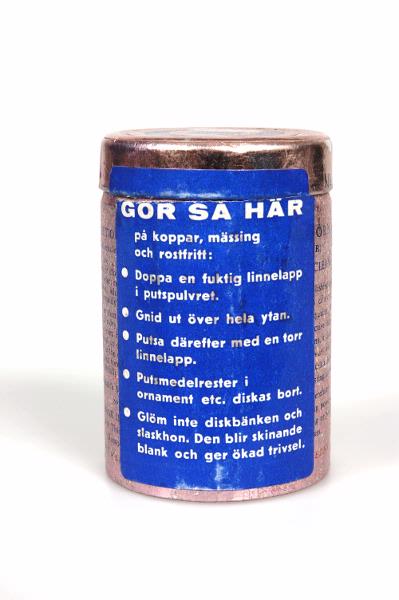 GÖR SÅ HÄR
på koppar, mässing
och rostfritt:
Doppa en fuktig linnelapp
i putspulvret.
Gnid ut över hela ytan.
Putsa därefter med en torr
linnelapp.
Putsmedelrester i
ornament etc. diskas bort.
Glöm inte diskbänken och
slaskhon. Den blir skinande
blank och ger ökad trivsel.